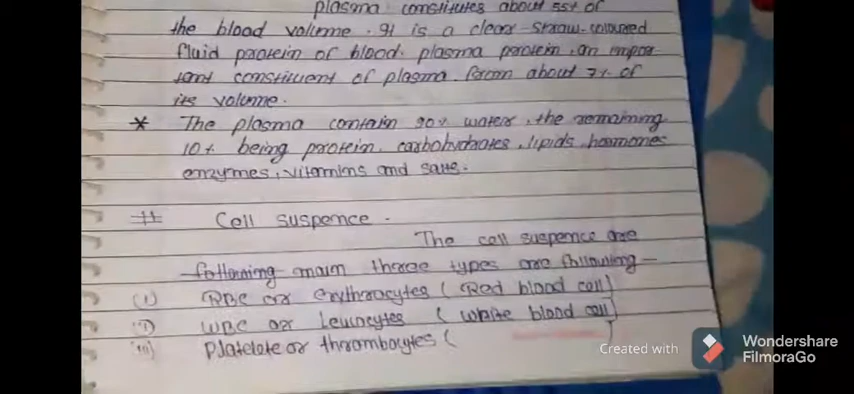 plasma constitutes about 55% of
the blood volume. It is a clear straw-coloured
fluid protein of blood. plasma protein. an impor
tant constituent of plasma. from about 7% of
its volume.
* The plasma contain 90% water, the remaining
10% being protein. carbohydrates, lipids, hormones
enzymes, vitamins and salts.
# Cell suspence.
The cell suspence are
following main three types are following
(i) RBC or erythrocytes ( Red blood cell)
(ii) WBC or Leucocytes ( White blood cell)
(iii) Platelete or thrombolytes ( )
Created with Wondershare FilmoraGo